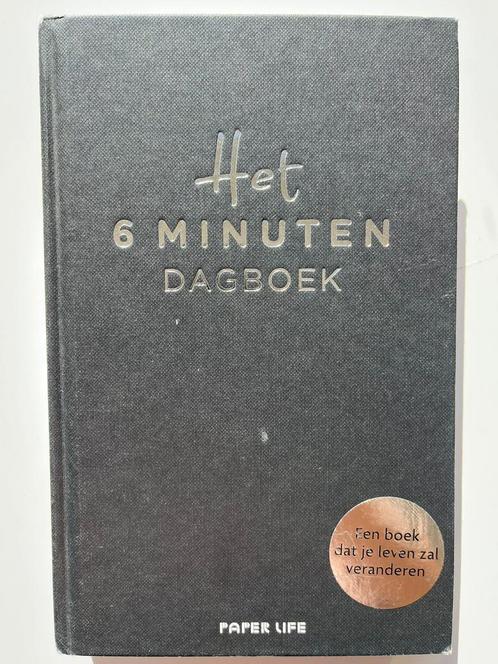 Het
6 MINUTEN
DAGBOEK
Een boek
dat je leven zal
veranderen
PAPER LIFE